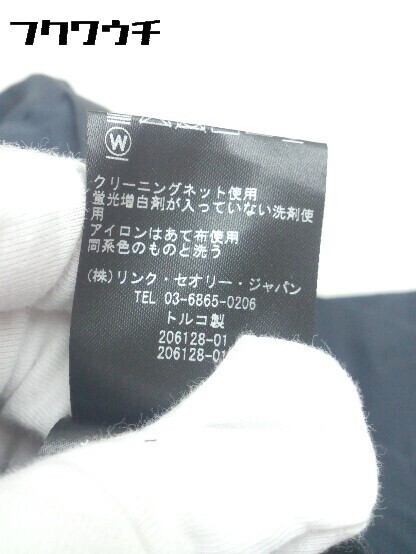 フクワウチ
W
クリーニングネット使用
蛍光増白剤が入っていない洗剤使
用
アイロンはあて布使用
同系色のものと洗う
(株)リンク・セオリー・ジャパン
TEL 03-6865-0206
トルコ製
206128-01
206128-01